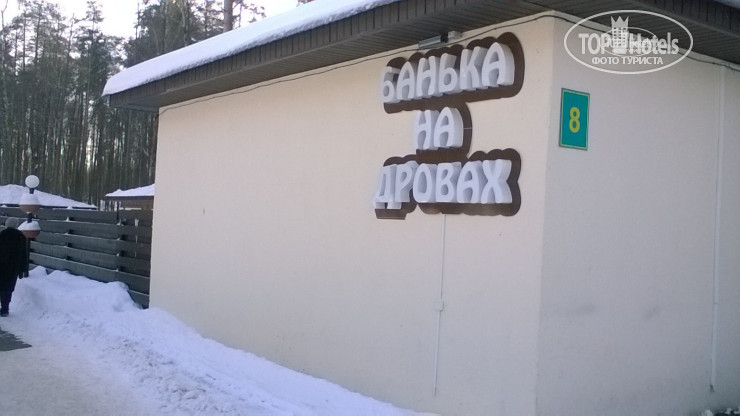 БАНЬКА
НА
ДРОВАХ
8
TOP Hotels
ФОТО ТУРИСТА